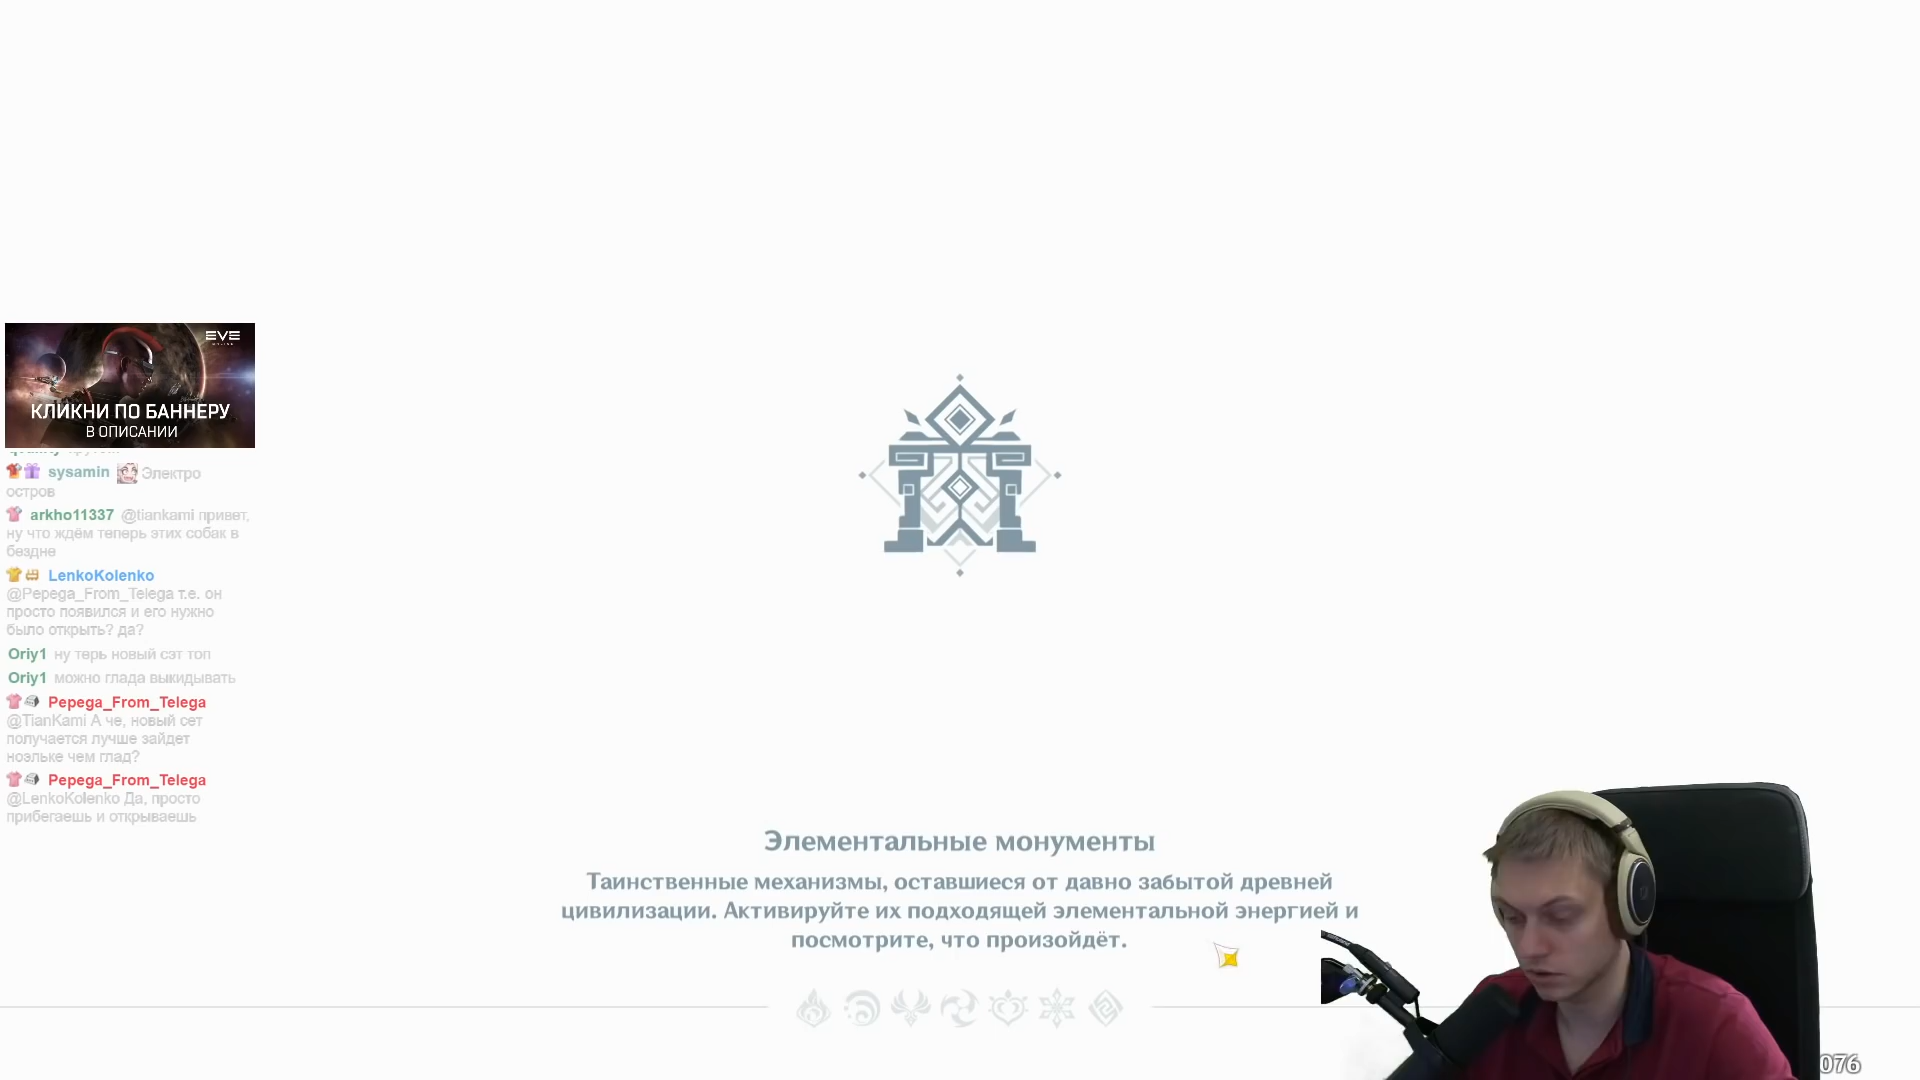 EVE
ONLINE
КЛИКНИ ПО БАННЕРУ
В ОПИСАНИИ
sysamin Электро
остров
arkho11337 @tiankami привет,
ну что ждём теперь этих собак в
бездне
LenkoKolenko
@Pepega_From_Telega т.е. он
просто появился и его нужно
было открыть? да?
Oriy1 ну терь новый сэт топ
Oriy1 можно глада выкидывать
Pepega_From_Telega
@TianKami А че, новый сет
получается лучше зайдет
ноэльке чем глад?
Pepega_From_Telega
@LenkoKolenko Да, просто
прибегаешь и открываешь
Элементальные монументы
Таинственные механизмы, оставшиеся от давно забытой древней
цивилизации. Активируйте их подходящей элементальной энергией и
посмотрите, что произойдёт.
076